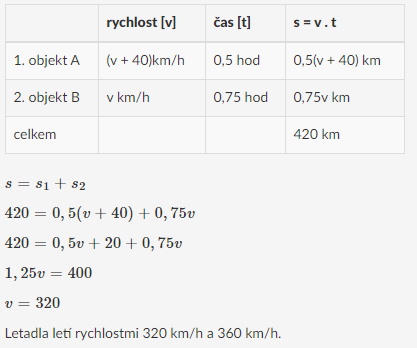 rychlost [v] čas [t] s = v . t
1. objekt A (v + 40)km/h 0,5 hod 0,5(v + 40) km
2. objekt B v km/h 0,75 hod 0,75v km
celkem 420 km
s = s₁ + s₂
420 = 0, 5(v + 40) + 0, 75v
420 = 0, 5v + 20 + 0, 75v
1, 25v = 400
v = 320
Letadla letí rychlostmi 320 km/h a 360 km/h.